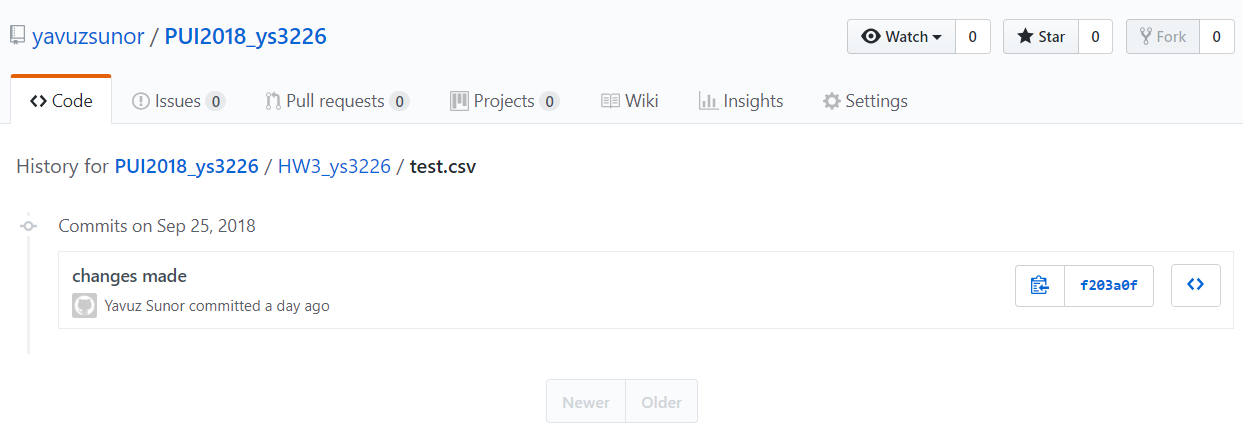 yavuzsunor / PUI2018_ys3226
Watch 0 Star 0 Fork 0
Code Issues 0 Pull requests 0 Projects 0 Wiki Insights Settings
History for PUI2018_ys3226 / HW3_ys3226 / test.csv
Commits on Sep 25, 2018
changes made
Yavuz Sunor committed a day ago
f203a0f
Newer Older